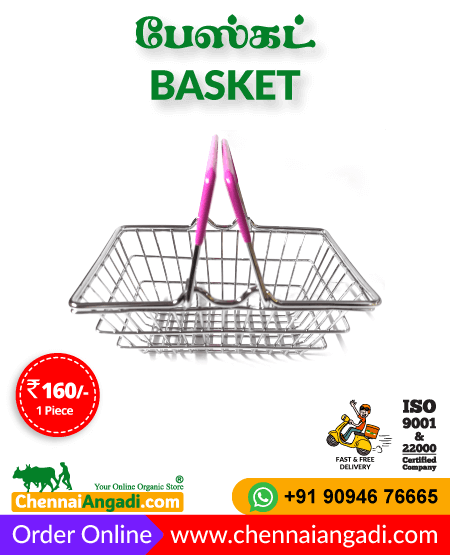 பேஸ்கட்
BASKET
₹160/-
1 Piece
FAST & FREE
DELIVERY
ISO
9001
&
22000
Certified
Company
Your Online Organic Store
®
ChennaiAngadi.com
+91 90946 76665
Order Online
www.chennaiangadi.com